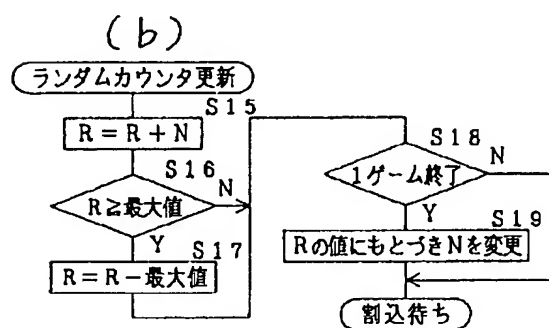 (b)
ランダムカウンタ更新
S15
R=R+N
S16
R≧最大値
N
Y
S17
R=R-最大値
S18
1ゲーム終了
N
Y
S19
Rの値にもとづきNを変更
割込待ち